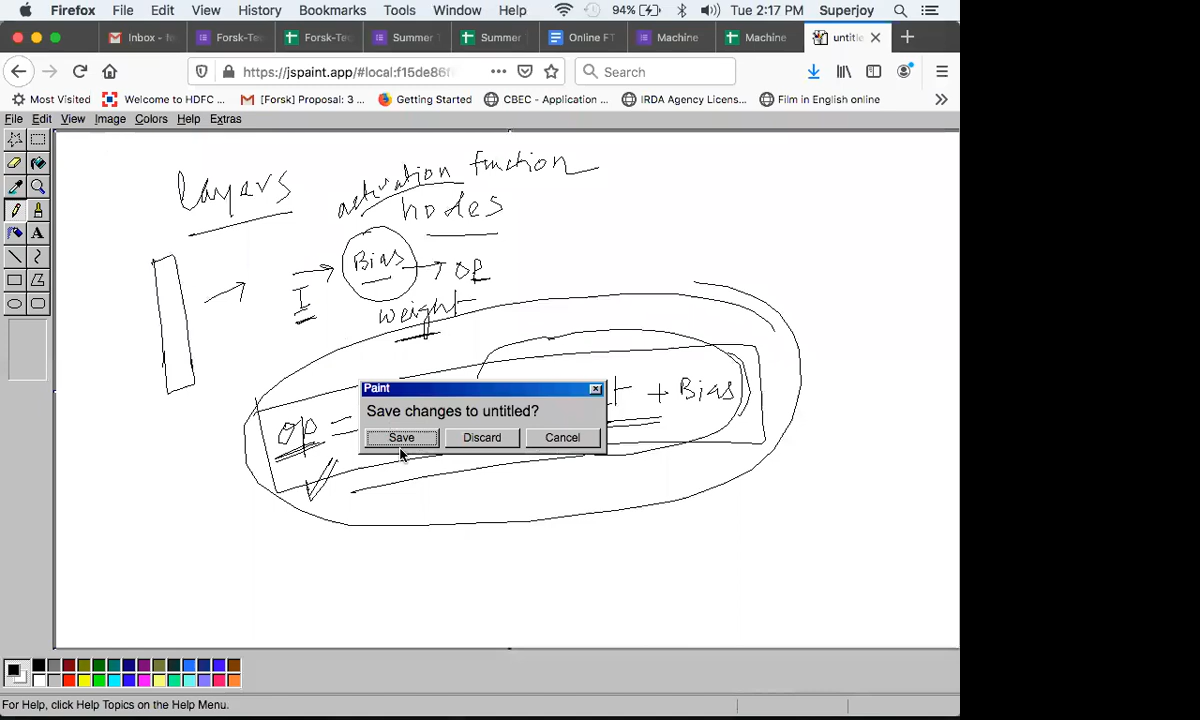 Firefox File Edit View History Bookmarks Tools Window Help 94% Tue 2:17 PM Superjoy
Inbox - Forsk-Tec Forsk-Tec Summer T Summer Online FT Machine Machine untitle
https://jspaint.app/#local:f15de86f Search
Most Visited Welcome to HDFC ... [Forsk] Proposal: 3 ... Getting Started CBEC - Application ... IRDA Agency Licens... Film in English online
File Edit View Image Colors Help Extras
layers activation function
nodes
I Bias OP
weight
Paint
Save changes to untitled?
Save Discard Cancel
op = t + Bias
For Help, click Help Topics on the Help Menu.